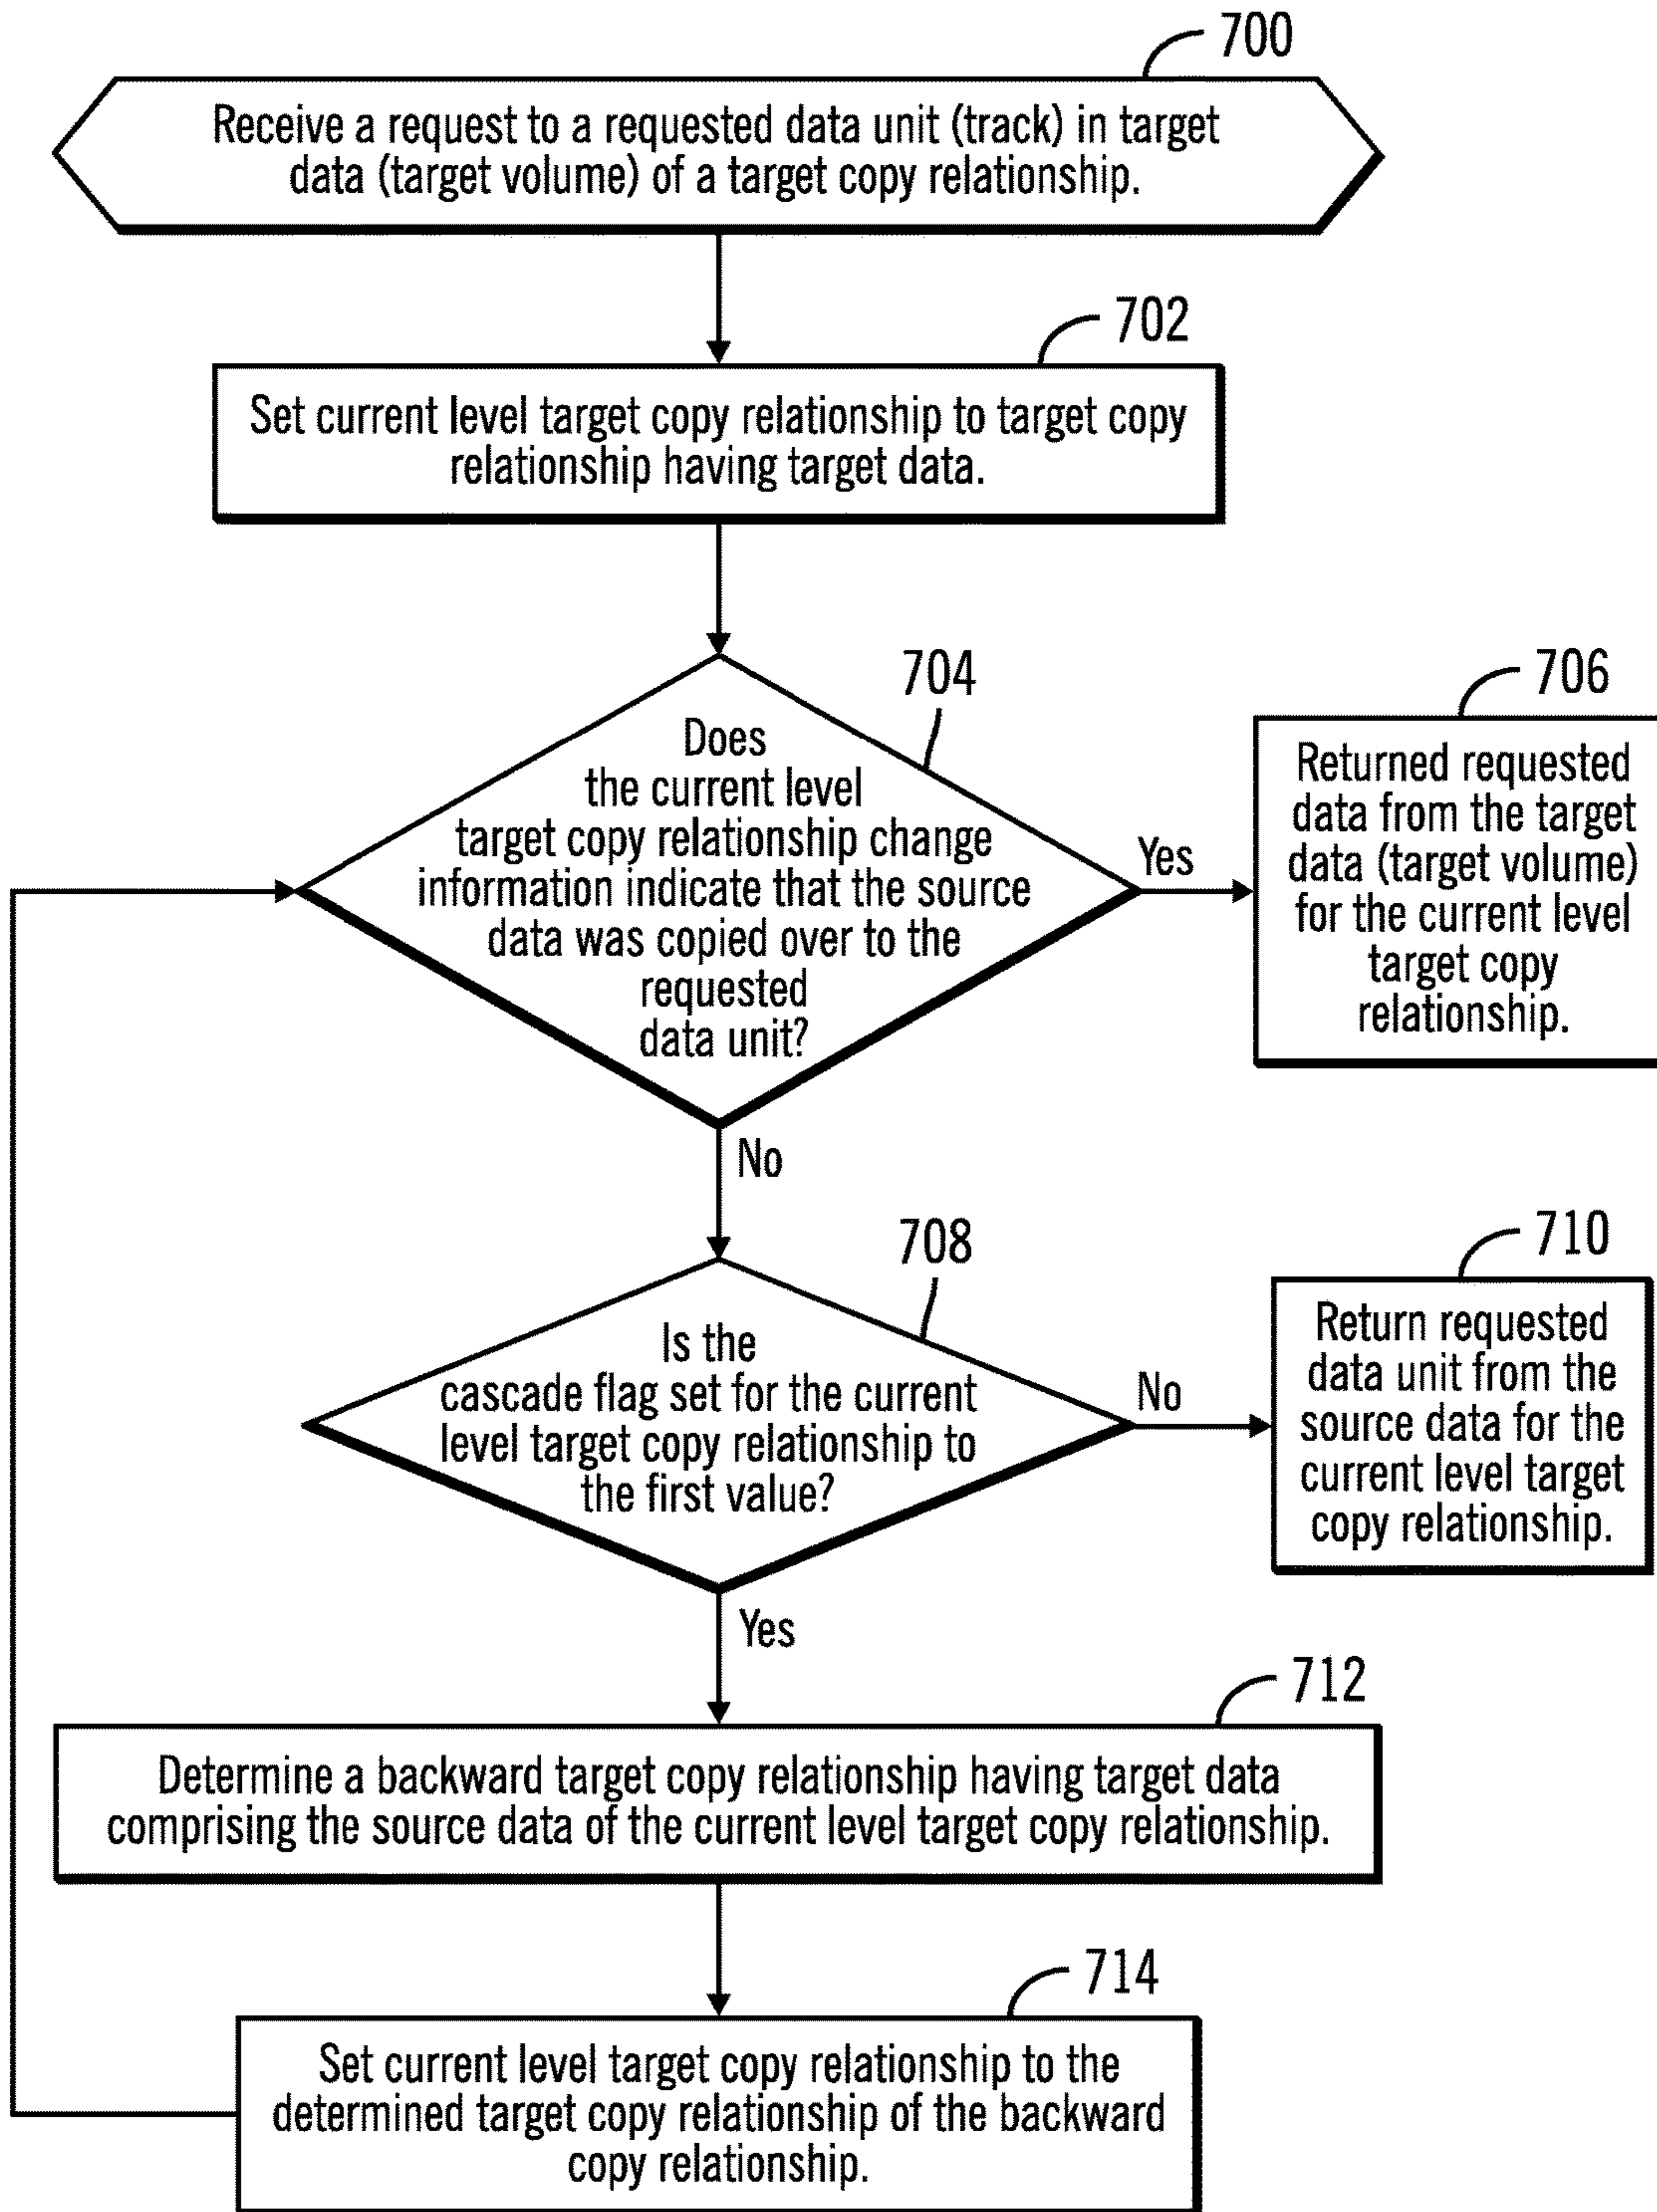 700
Receive a request to a requested data unit (track) in target
data (target volume) of a target copy relationship.
702
Set current level target copy relationship to target copy
relationship having target data.
704
Does
the current level
target copy relationship change
information indicate that the source
data was copied over to the
requested
data unit?
Yes
706
Returned requested
data from the target
data (target volume)
for the current level
target copy
relationship.
No
708
Is the
cascade flag set for the current
level target copy relationship to
the first value?
No
710
Return requested
data unit from the
source data for the
current level target
copy relationship.
Yes
712
Determine a backward target copy relationship having target data
comprising the source data of the current level target copy relationship.
714
Set current level target copy relationship to the
determined target copy relationship of the backward
copy relationship.